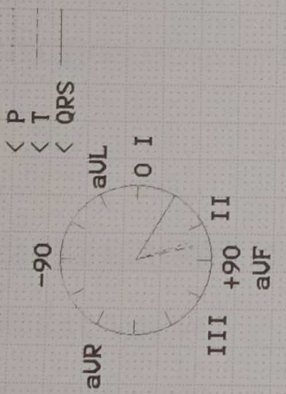 < P
< T
< QRS
-90
aVL
aVR
0 I
II
III
+90
aVF